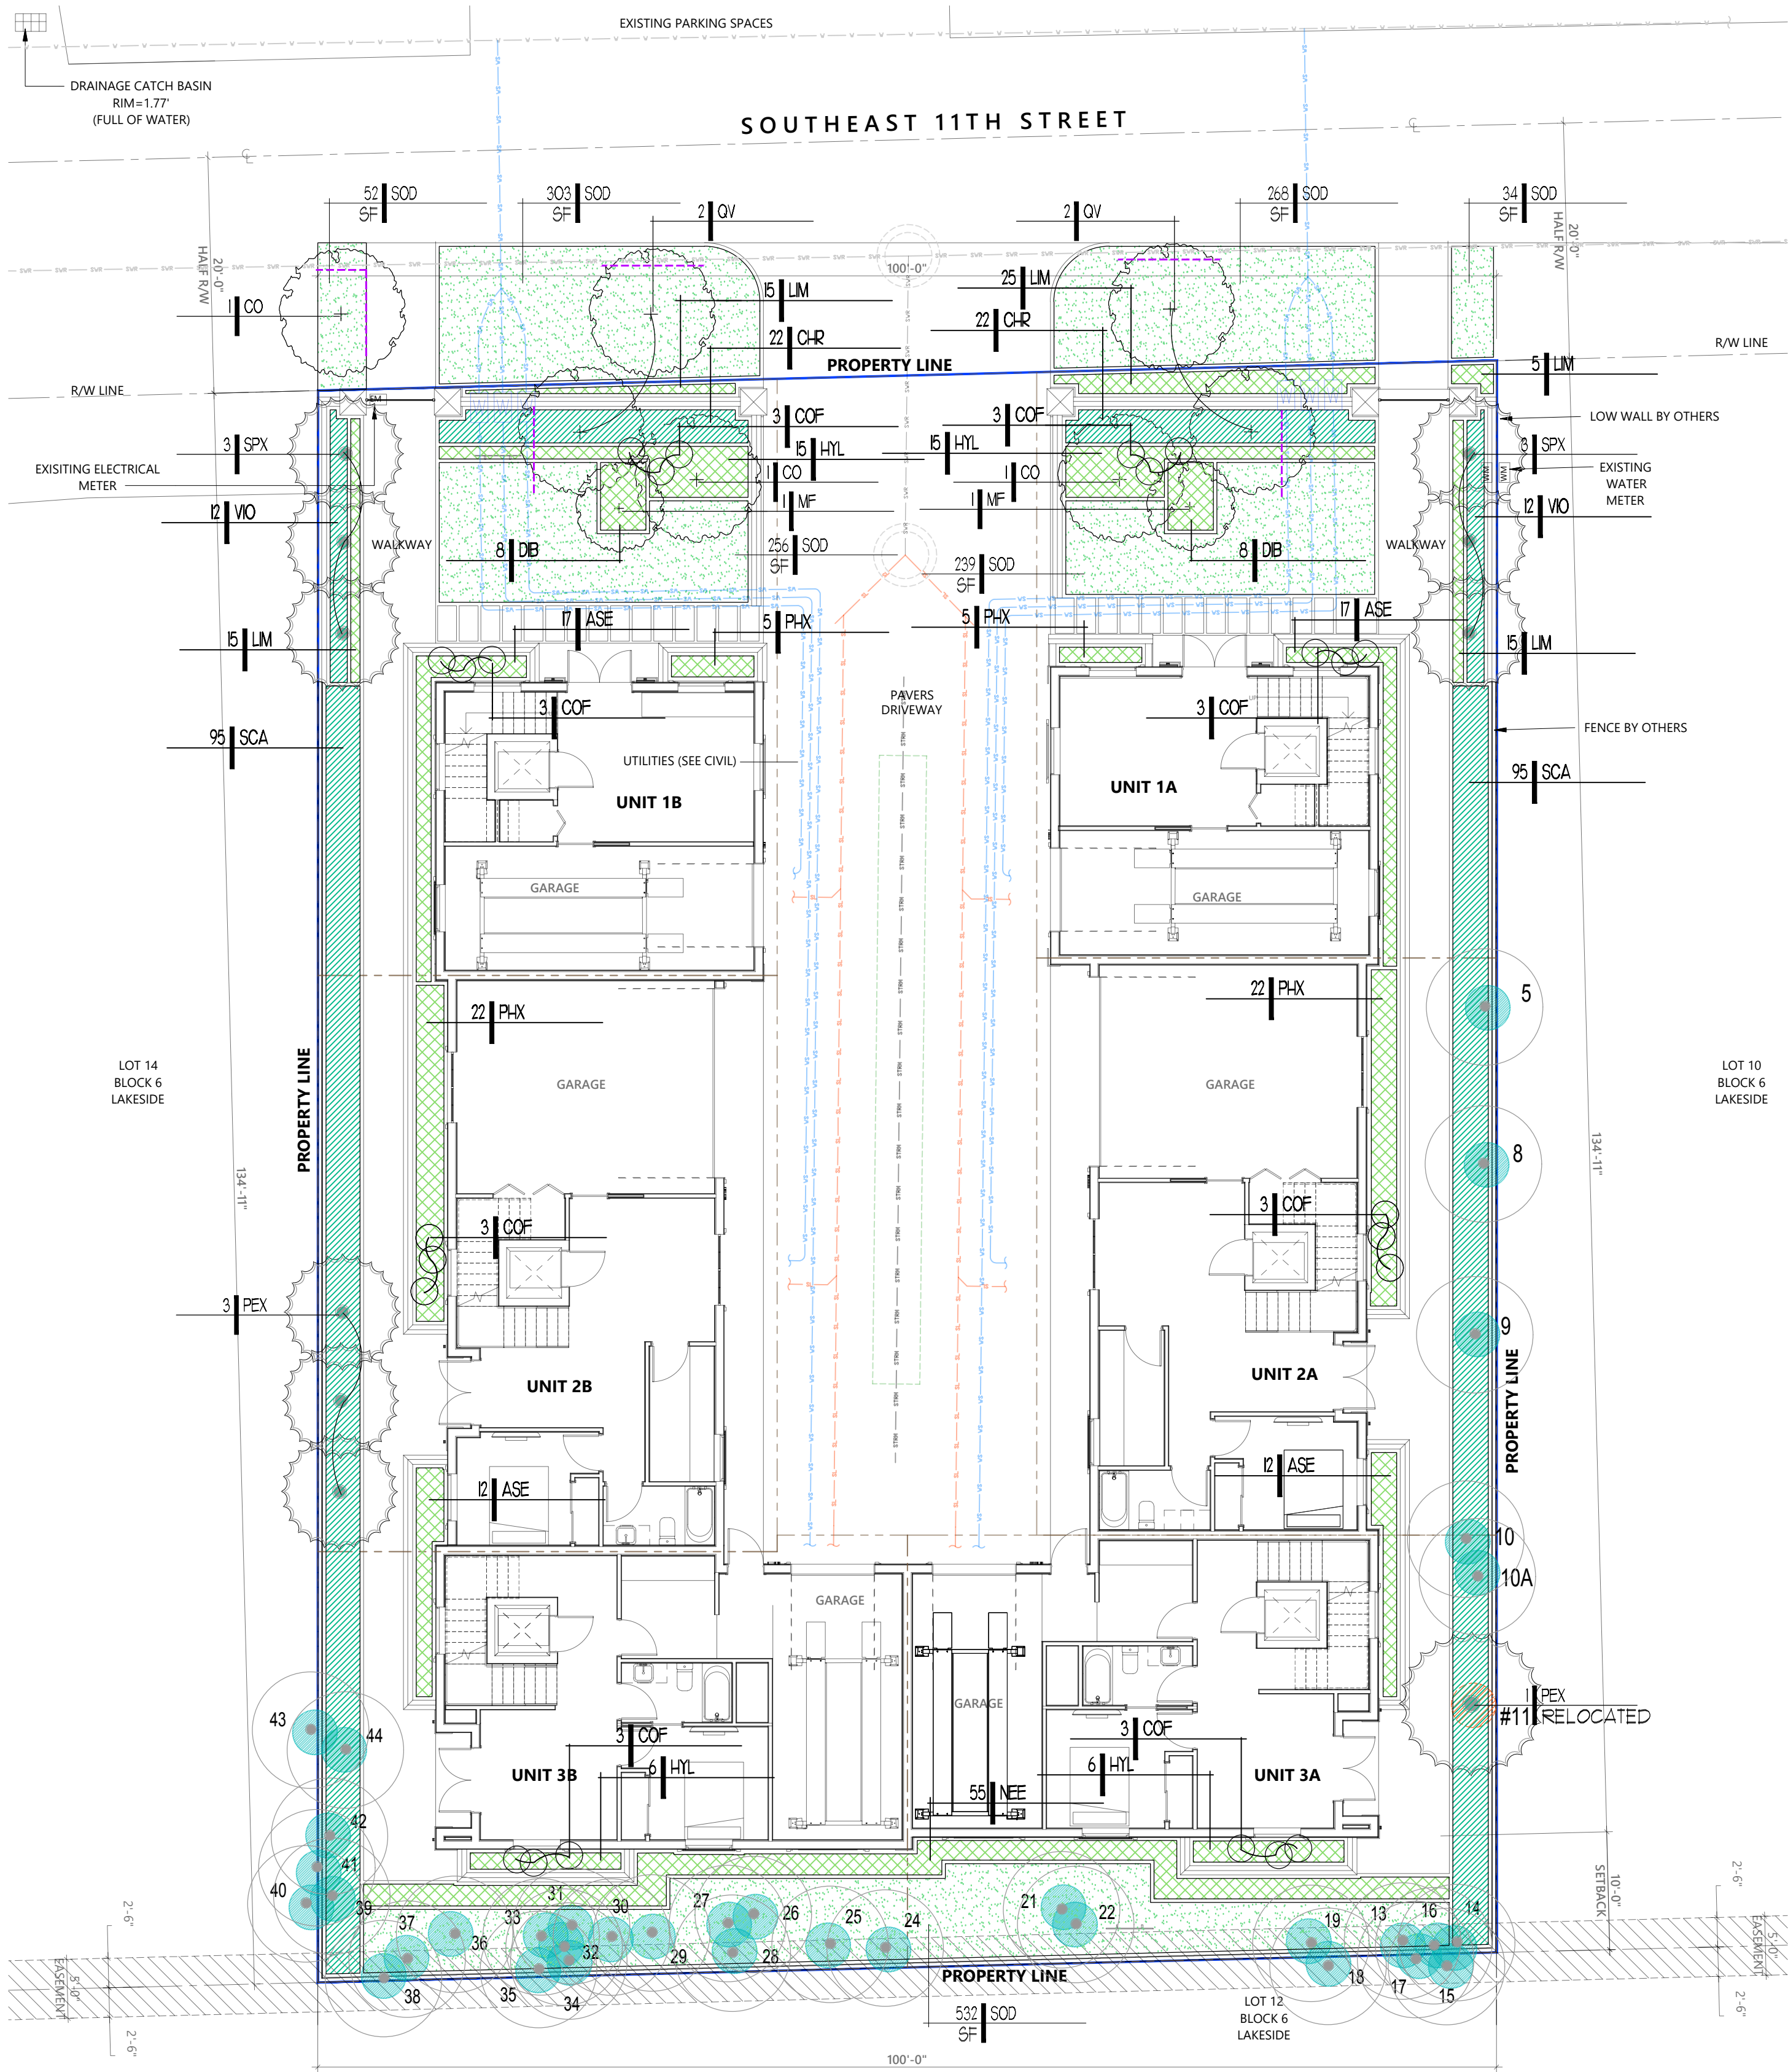 EXISTING PARKING SPACES
DRAINAGE CATCH BASIN
RIM=1.77'
(FULL OF WATER)
SOUTHEAST 11TH STREET
52 SOD
SF
303 SOD
SF
2 QV
2 QV
268 SOD
SF
34 SOD
SF
20'-0"
HALF R/W
20'-0"
HALF R/W
100'-0"
1 CO
15 LIM
25 LIM
22 CHR
22 CHR
PROPERTY LINE
R/W LINE
R/W LINE
5 LIM
EM
3 COF
3 COF
LOW WALL BY OTHERS
3 SPX
15 HYL
15 HYL
3 SPX
EXISITING ELECTRICAL
METER
1 CO
1 CO
WM
WM
EXISTING
WATER
METER
1 MF
1 MF
12 VIO
12 VIO
WALKWAY
WALKWAY
8 DIB
256 SOD
SF
239 SOD
SF
8 DIB
17 ASE
5 PHX
5 PHX
17 ASE
15 LIM
15 LIM
3 COF
PAVERS
DRIVEWAY
3 COF
95 SCA
FENCE BY OTHERS
UTILITIES (SEE CIVIL)
95 SCA
UNIT 1B
UNIT 1A
GARAGE
GARAGE
22 PHX
22 PHX
5
LOT 14
BLOCK 6
LAKESIDE
PROPERTY LINE
GARAGE
GARAGE
LOT 10
BLOCK 6
LAKESIDE
134'-11"
134'-11"
8
3 COF
3 COF
3 PEX
9
UNIT 2B
UNIT 2A
PROPERTY LINE
12 ASE
12 ASE
10
10A
GARAGE
GARAGE
1 PEX
#11 RELOCATED
43
44
3 COF
3 COF
UNIT 3B
6 HYL
6 HYL
UNIT 3A
55 NEE
42
41
40
39
37
36
38
33
31
30
32
35
34
29
27
26
28
25
24
21
22
19
18
13
16
14
17
15
10'-0"
SETBACK
2'-6"
2'-6"
5'-0"
EASEMENT
5'-0"
EASEMENT
2'-6"
2'-6"
PROPERTY LINE
532 SOD
SF
LOT 12
BLOCK 6
LAKESIDE
100'-0"